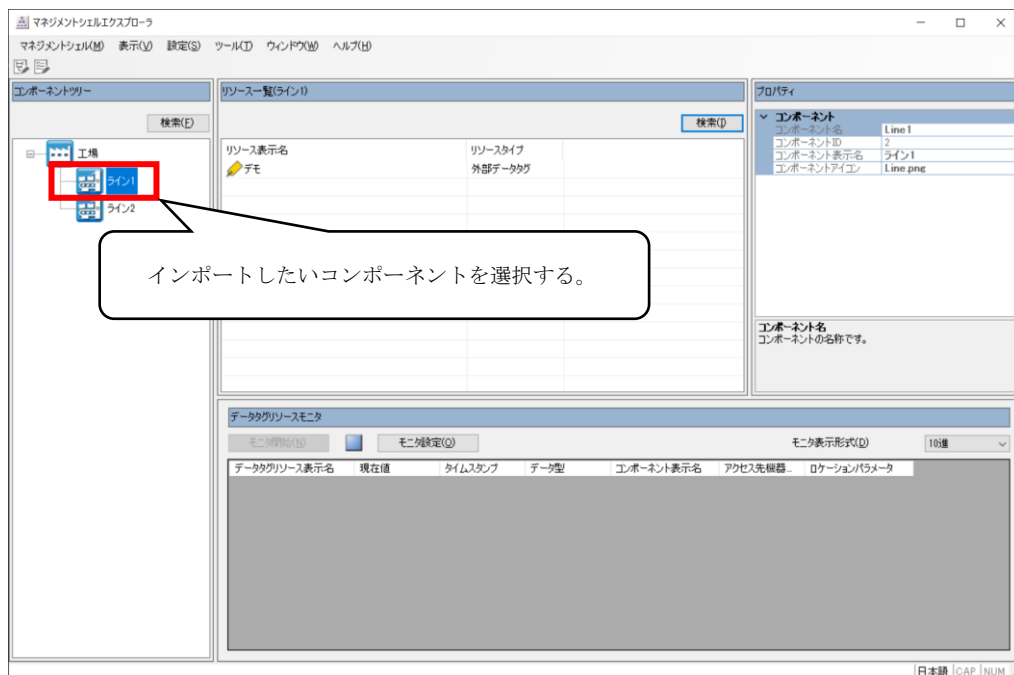 マネジメントシェルエクスプローラ
マネジメントシェル(M) 表示(V) 設定(S) ツール(T) ウィンドウ(W) ヘルプ(H)
コンポーネントツリー
検索(E)
工場
ライン1
ライン2
インポートしたいコンポーネントを選択する。
リソース一覧(ライン1)
検索(I)
リソース表示名 リソースタイプ
デモ 外部データタグ
プロパティ
コンポーネント
コンポーネント名 Line1
コンポーネントID 2
コンポーネント表示名 ライン1
コンポーネントアイコン Line.png
コンポーネント名
コンポーネントの名称です。
データタグリソースモニタ
モニタ開始(N) モニタ設定(O) モニタ表示形式(D) 10進
データタグリソース表示名 現在値 タイムスタンプ データ型 コンポーネント表示名 アクセス先機器... ロケーションパラメータ
日本語 CAP NUM